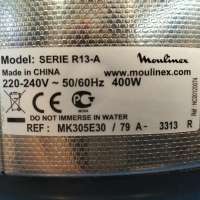 Model: SERIE R13-A Moulinex
Made in CHINA www.moulinex.com
220-240V ~ 50/60Hz 400W
DO NOT IMMERSE IN WATER
REF : MK305E30 / 79 A- 3313 R